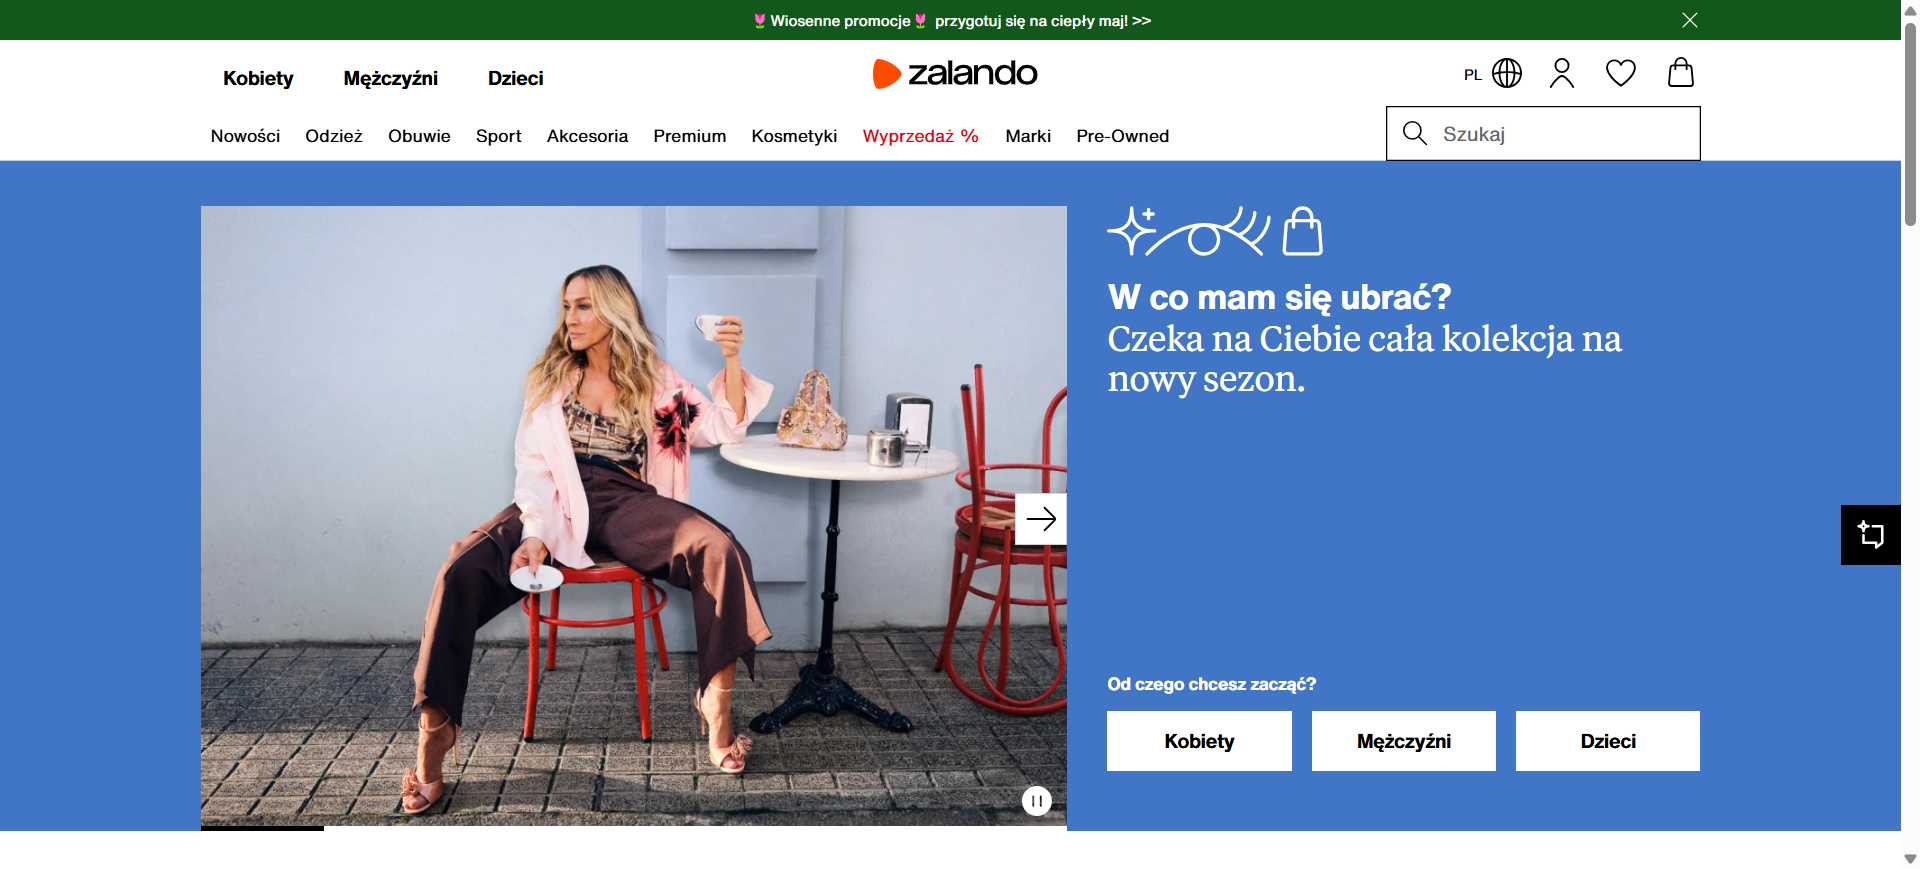 🌷Wiosenne promocje🌷 przygotuj się na ciepły maj! >>
Kobiety Mężczyźni Dzieci
zalando
PL
Nowości Odzież Obuwie Sport Akcesoria Premium Kosmetyki Wyprzedaż % Marki Pre-Owned
Szukaj
W co mam się ubrać?
Czeka na Ciebie cała kolekcja na
nowy sezon.
Od czego chcesz zacząć?
Kobiety Mężczyźni Dzieci